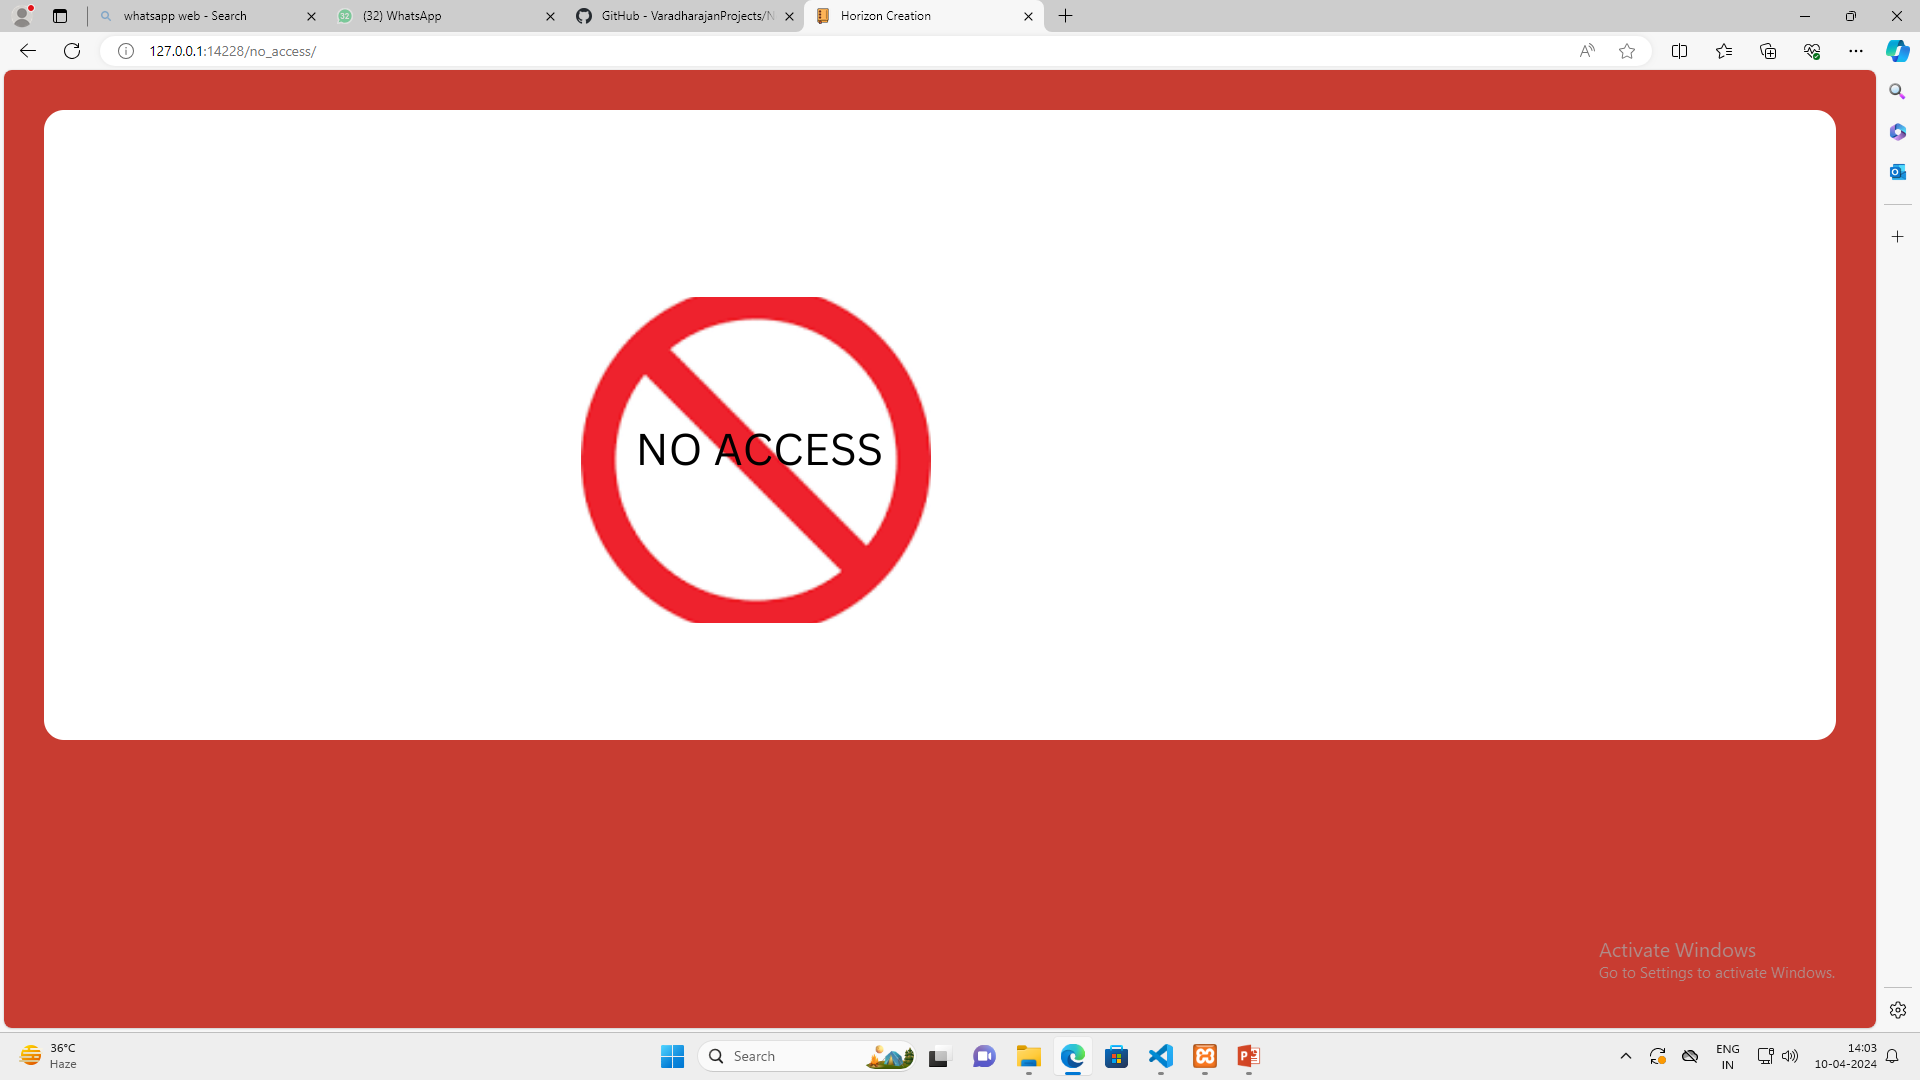 whatsapp web - Search
(32) WhatsApp
GitHub - VaradharajanProjects/N
Horizon Creation
127.0.0.1:14228/no_access/
NO ACCESS
Activate Windows
Go to Settings to activate Windows.
36°C
Haze
Search
ENG
IN
14:03
10-04-2024